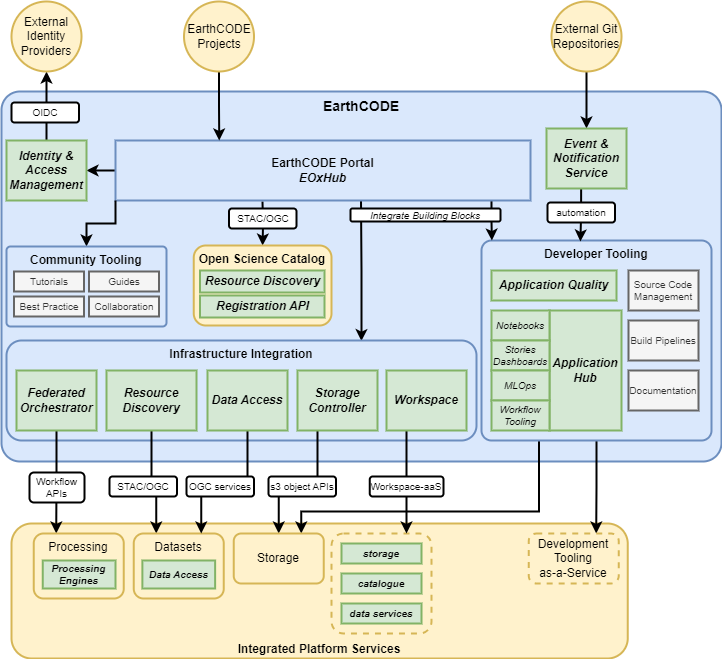 External
Identity
Providers
EarthCODE
Projects
External Git
Repositories
EarthCODE
OIDC
Identity &
Access
Management
EarthCODE Portal
EOxHub
Event &
Notification
Service
STAC/OGC
Integrate Building Blocks
automation
Community Tooling
Tutorials
Guides
Best Practice
Collaboration
Open Science Catalog
Resource Discovery
Registration API
Developer Tooling
Application Quality
Source Code
Management
Notebooks
Stories
Dashboards
MLOps
Workflow
Tooling
Application
Hub
Build Pipelines
Documentation
Infrastructure Integration
Federated
Orchestrator
Resource
Discovery
Data Access
Storage
Controller
Workspace
Workflow
APIs
STAC/OGC
OGC services
s3 object APIs
Workspace-aaS
Processing
Processing
Engines
Datasets
Data Access
Storage
storage
catalogue
data services
Development
Tooling
as-a-Service
Integrated Platform Services